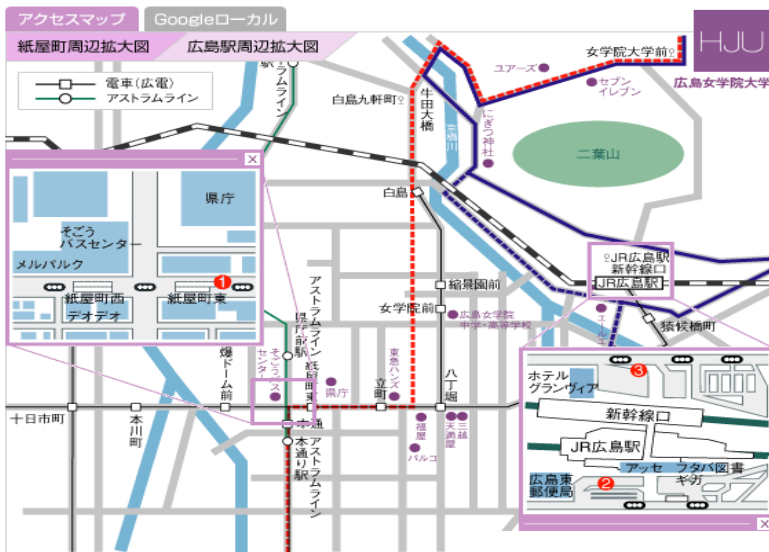 アクセスマップ
Googleローカル
紙屋町周辺拡大図
広島駅周辺拡大図
HJU
広島女学院大学
電車(広電)
アストラムライン
トラムライン
駅
白島九軒町
牛田大橋
京橋川
にぎつ神社
ユアーズ
セブン
イレブン
女学院大学前
二葉山
白島
県庁
そごう
バスセンター
メルパルク
1
紙屋町西
紙屋町東
デオデオ
JR広島駅
新幹線口
JR広島駅
縮景園前
女学院前
広島女学院
中学・高等学校
猿候橋町
アストラムライン
県庁前駅
紙屋町東
そごうバス
センター
県庁
東急ハンズ
立町
八丁堀
原爆ドーム前
十日市町
本川町
本通
本通り駅
アストラムライン
福屋
パルコ
天満屋
三越
ホテル
グランヴィア
3
新幹線口
JR広島駅
アッセ
フタバ図書
ギガ
広島東
郵便局
2